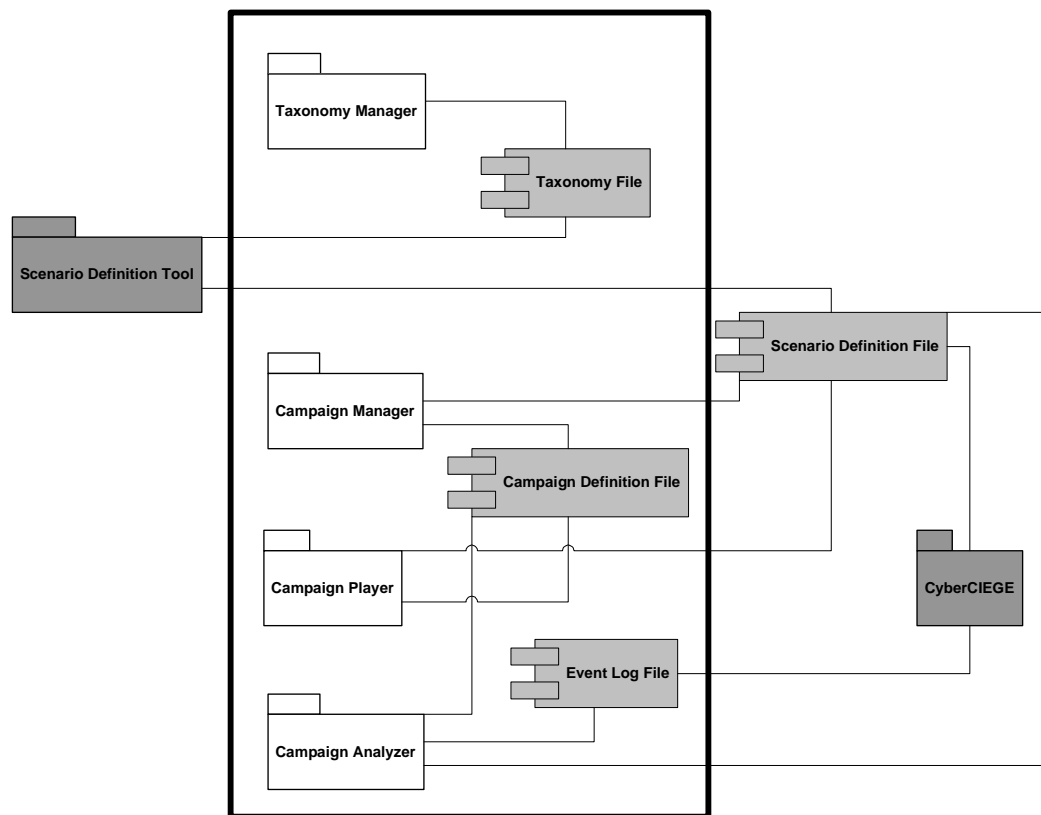 Taxonomy Manager
Taxonomy File
Scenario Definition Tool
Scenario Definition File
Campaign Manager
Campaign Definition File
Campaign Player
CyberCIEGE
Event Log File
Campaign Analyzer